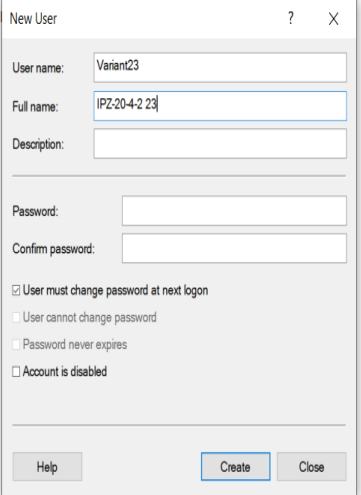 New User
?
X
User name: Variant23
Full name: IPZ-20-4-2 23
Description:
Password:
Confirm password:
User must change password at next logon
User cannot change password
Password never expires
Account is disabled
Help Create Close